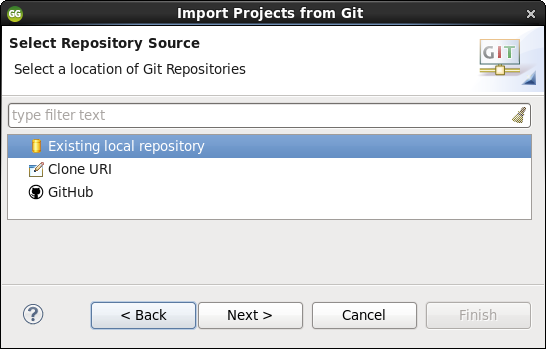 GG
Import Projects from Git
Select Repository Source
Select a location of Git Repositories
GIT
type filter text
Existing local repository
Clone URI
GitHub
?
< Back
Next >
Cancel
Finish